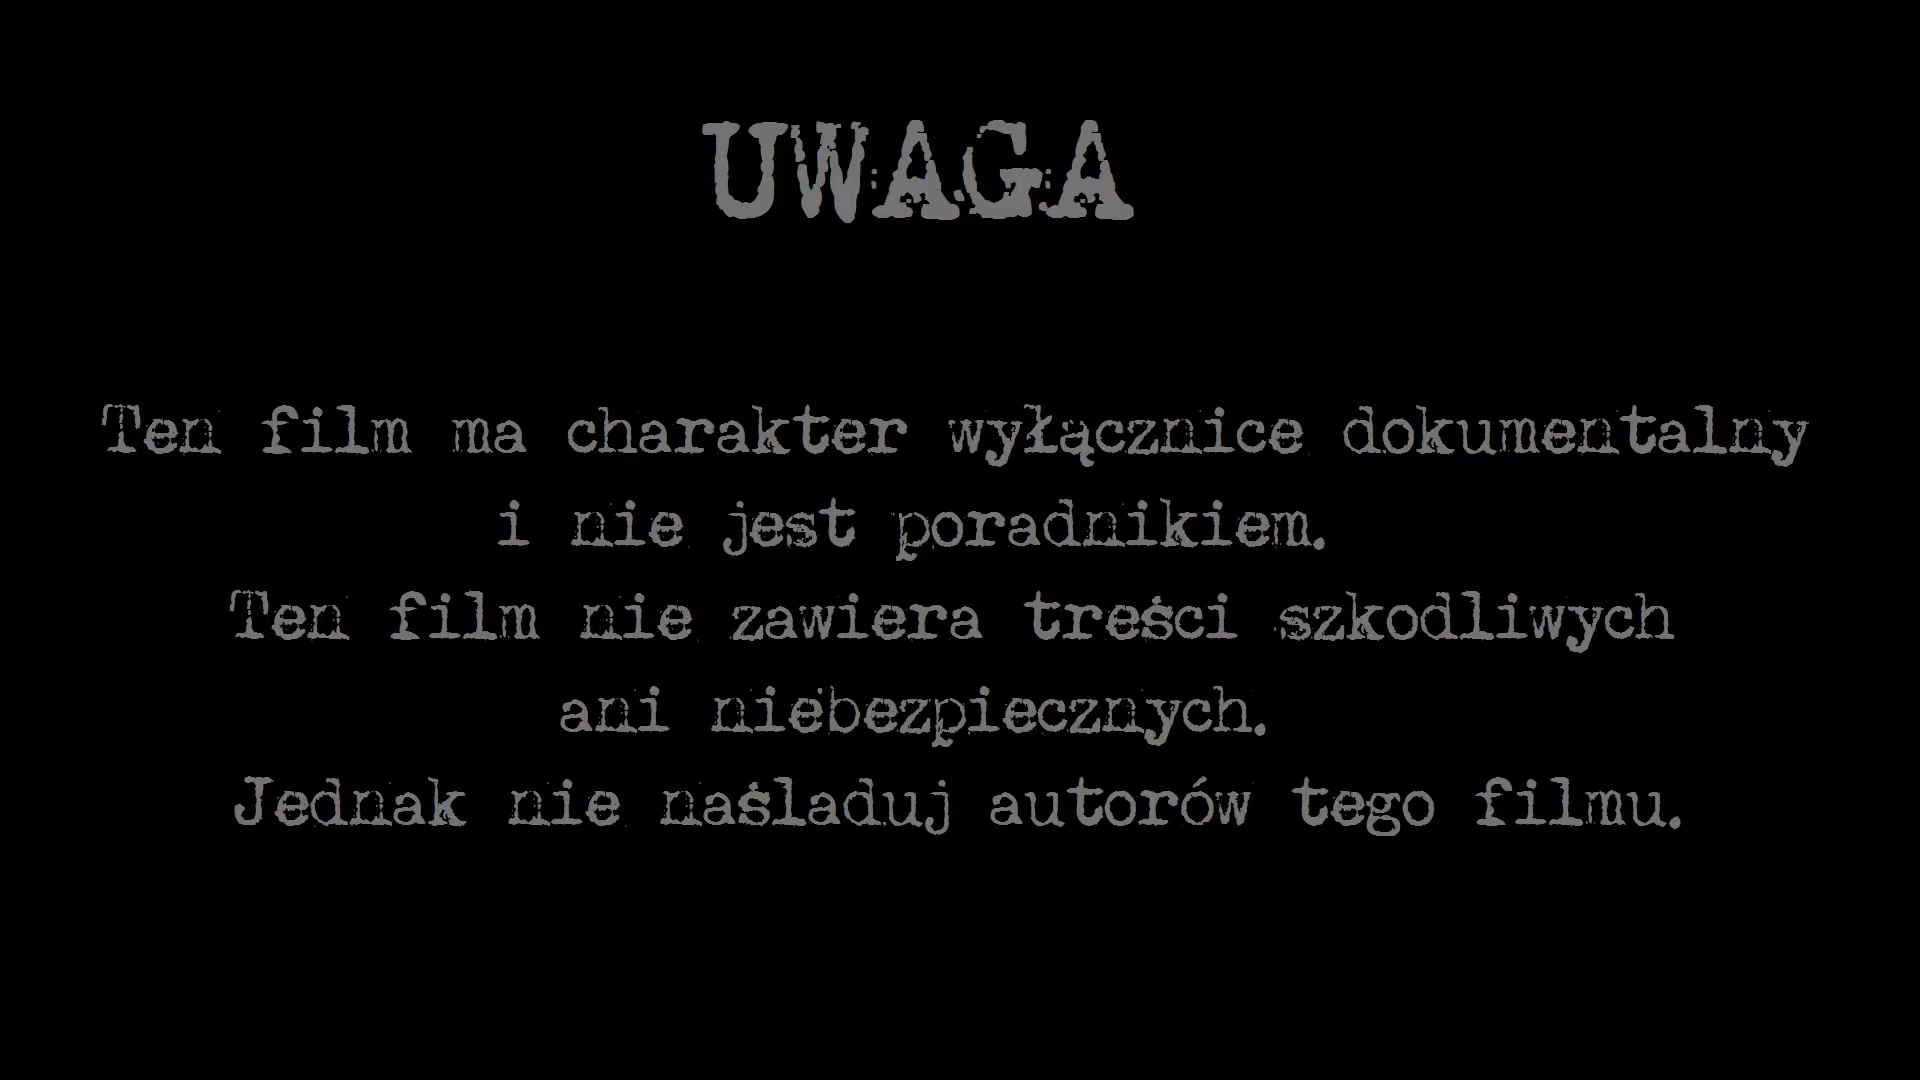 UWAGA
Ten film ma charakter wyłącznice dokumentalny
i nie jest poradnikiem.
Ten film nie zawiera treści szkodliwych
ani niebezpiecznych.
Jednak nie naśladuj autorów tego filmu.